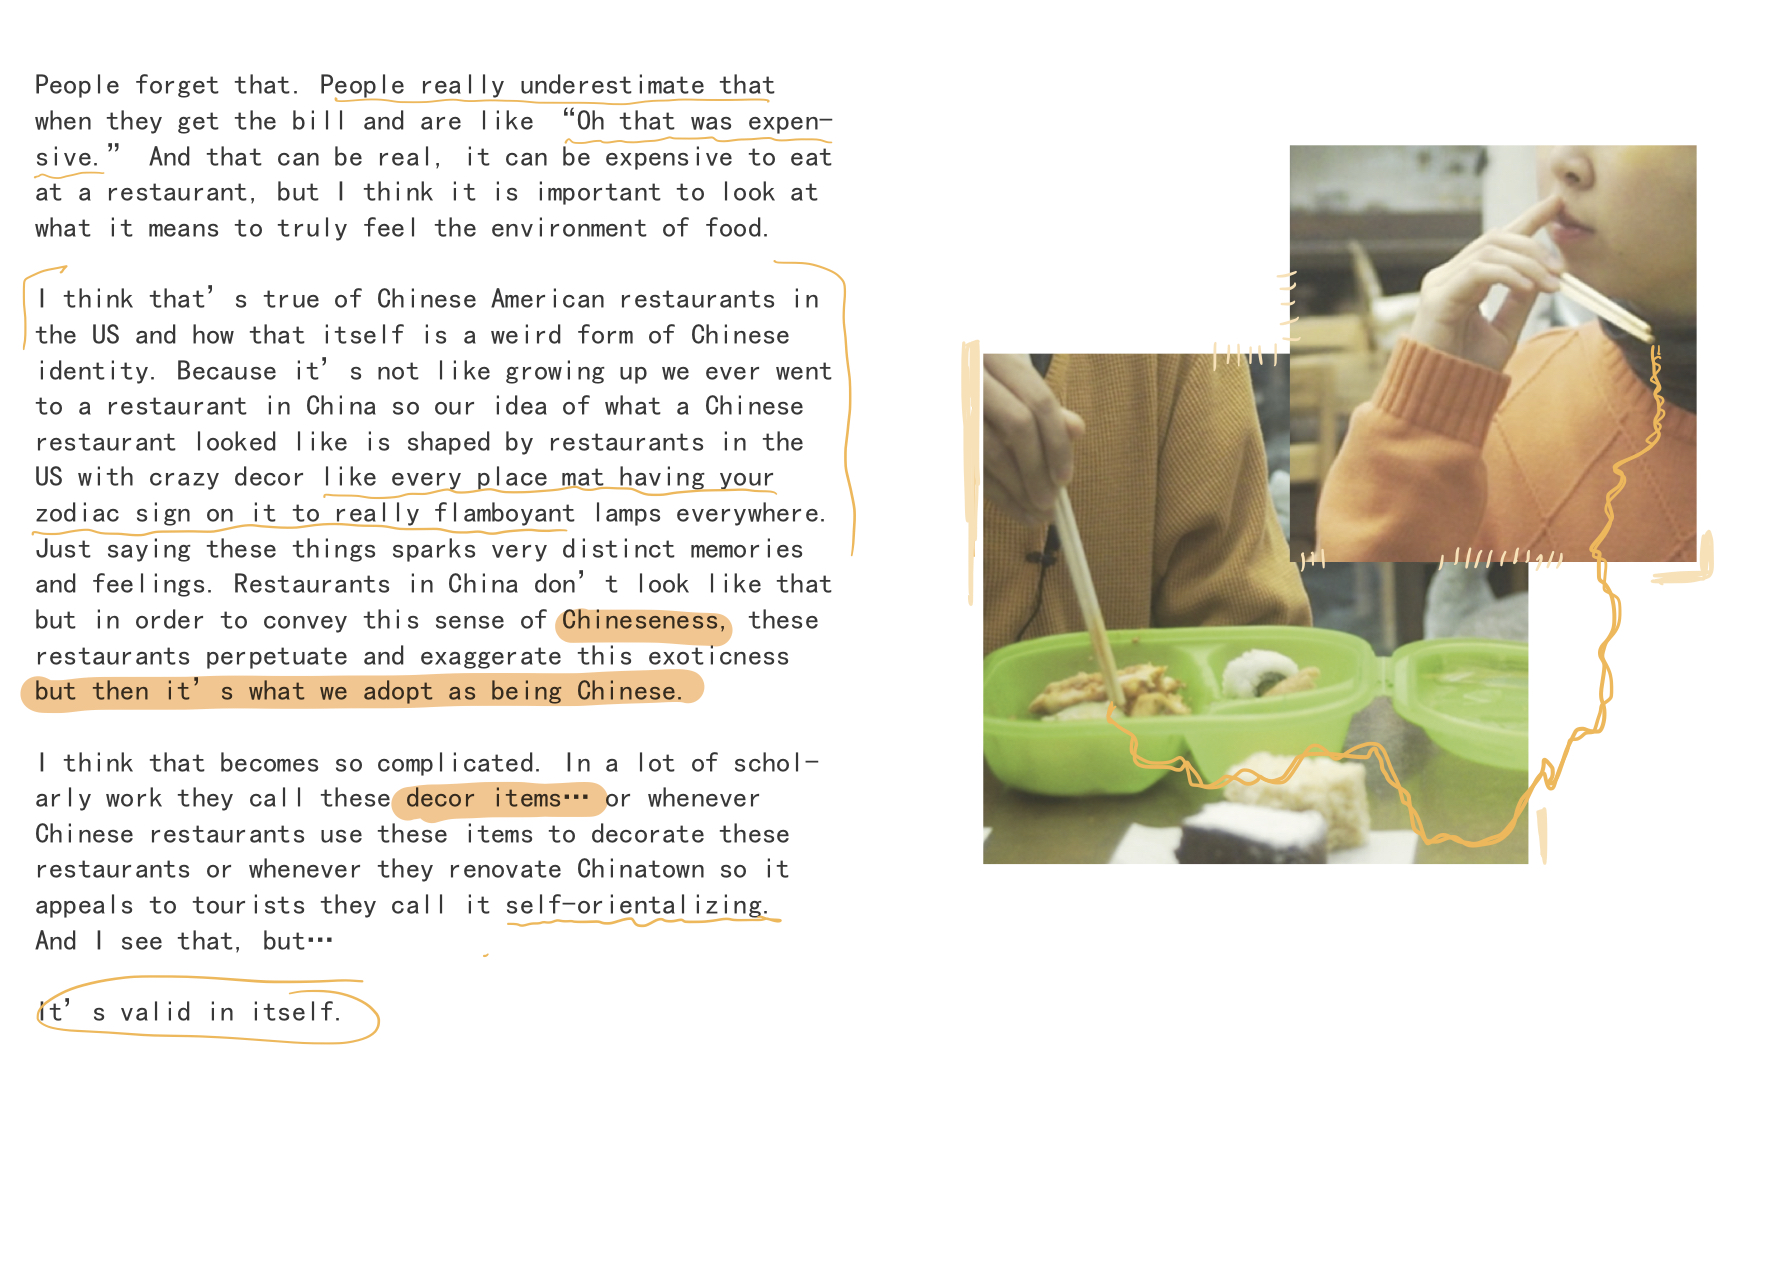 People forget that. People really underestimate that
when they get the bill and are like “Oh that was expen-
sive.” And that can be real, it can be expensive to eat
at a restaurant, but I think it is important to look at
what it means to truly feel the environment of food.
I think that’s true of Chinese American restaurants in
the US and how that itself is a weird form of Chinese
identity. Because it’s not like growing up we ever went
to a restaurant in China so our idea of what a Chinese
restaurant looked like is shaped by restaurants in the
US with crazy decor like every place mat having your
zodiac sign on it to really flamboyant lamps everywhere.
Just saying these things sparks very distinct memories
and feelings. Restaurants in China don’t look like that
but in order to convey this sense of Chineseness, these
restaurants perpetuate and exaggerate this exoticness
but then it’s what we adopt as being Chinese.
I think that becomes so complicated. In a lot of schol-
arly work they call these decor items… or whenever
Chinese restaurants use these items to decorate these
restaurants or whenever they renovate Chinatown so it
appeals to tourists they call it self-orientalizing.
And I see that, but…
it’s valid in itself.